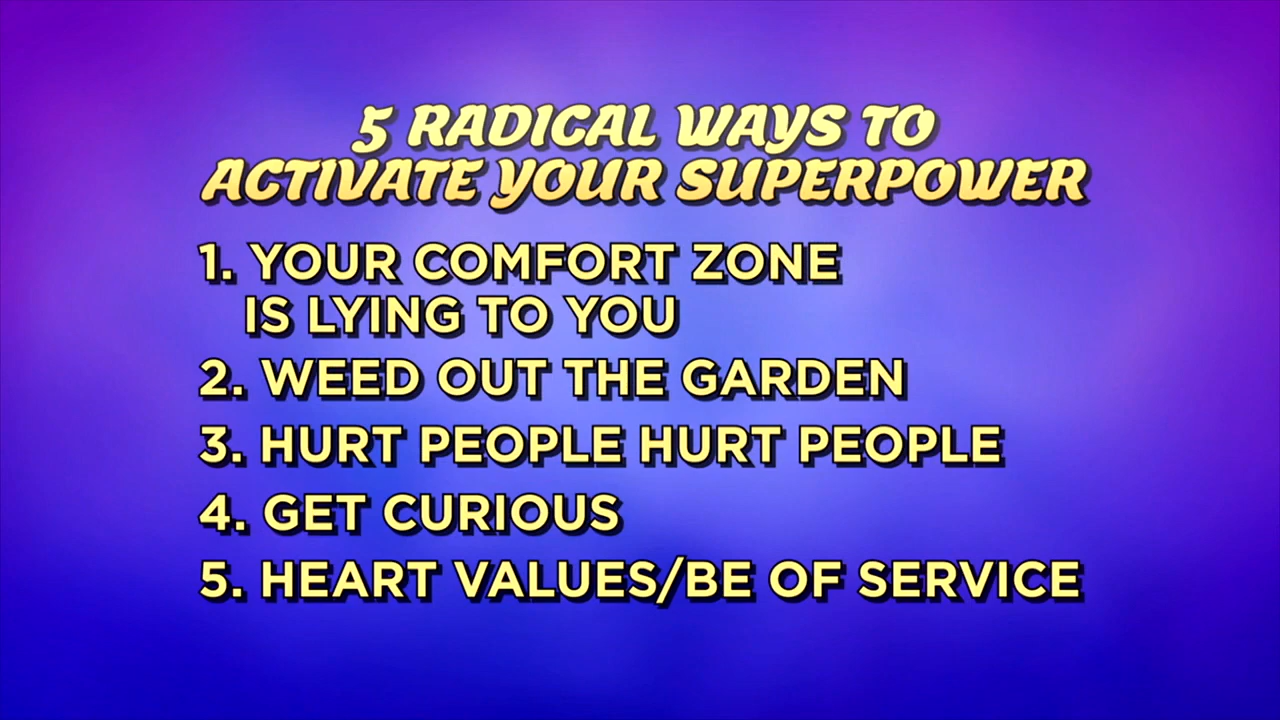 5 RADICAL WAYS TO
ACTIVATE YOUR SUPERPOWER
1. YOUR COMFORT ZONE
IS LYING TO YOU
2. WEED OUT THE GARDEN
3. HURT PEOPLE HURT PEOPLE
4. GET CURIOUS
5. HEART VALUES/BE OF SERVICE